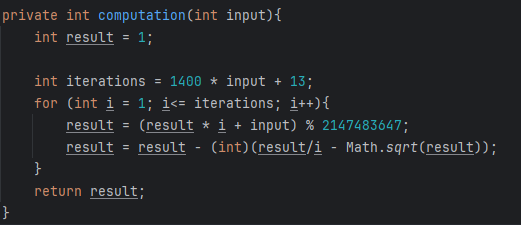 private int computation(int input){
int result = 1;
int iterations = 1400 * input + 13;
for (int i = 1; i<= iterations; i++){
result = (result * i + input) % 2147483647;
result = result - (int)(result/i - Math.sqrt(result));
}
return result;
}